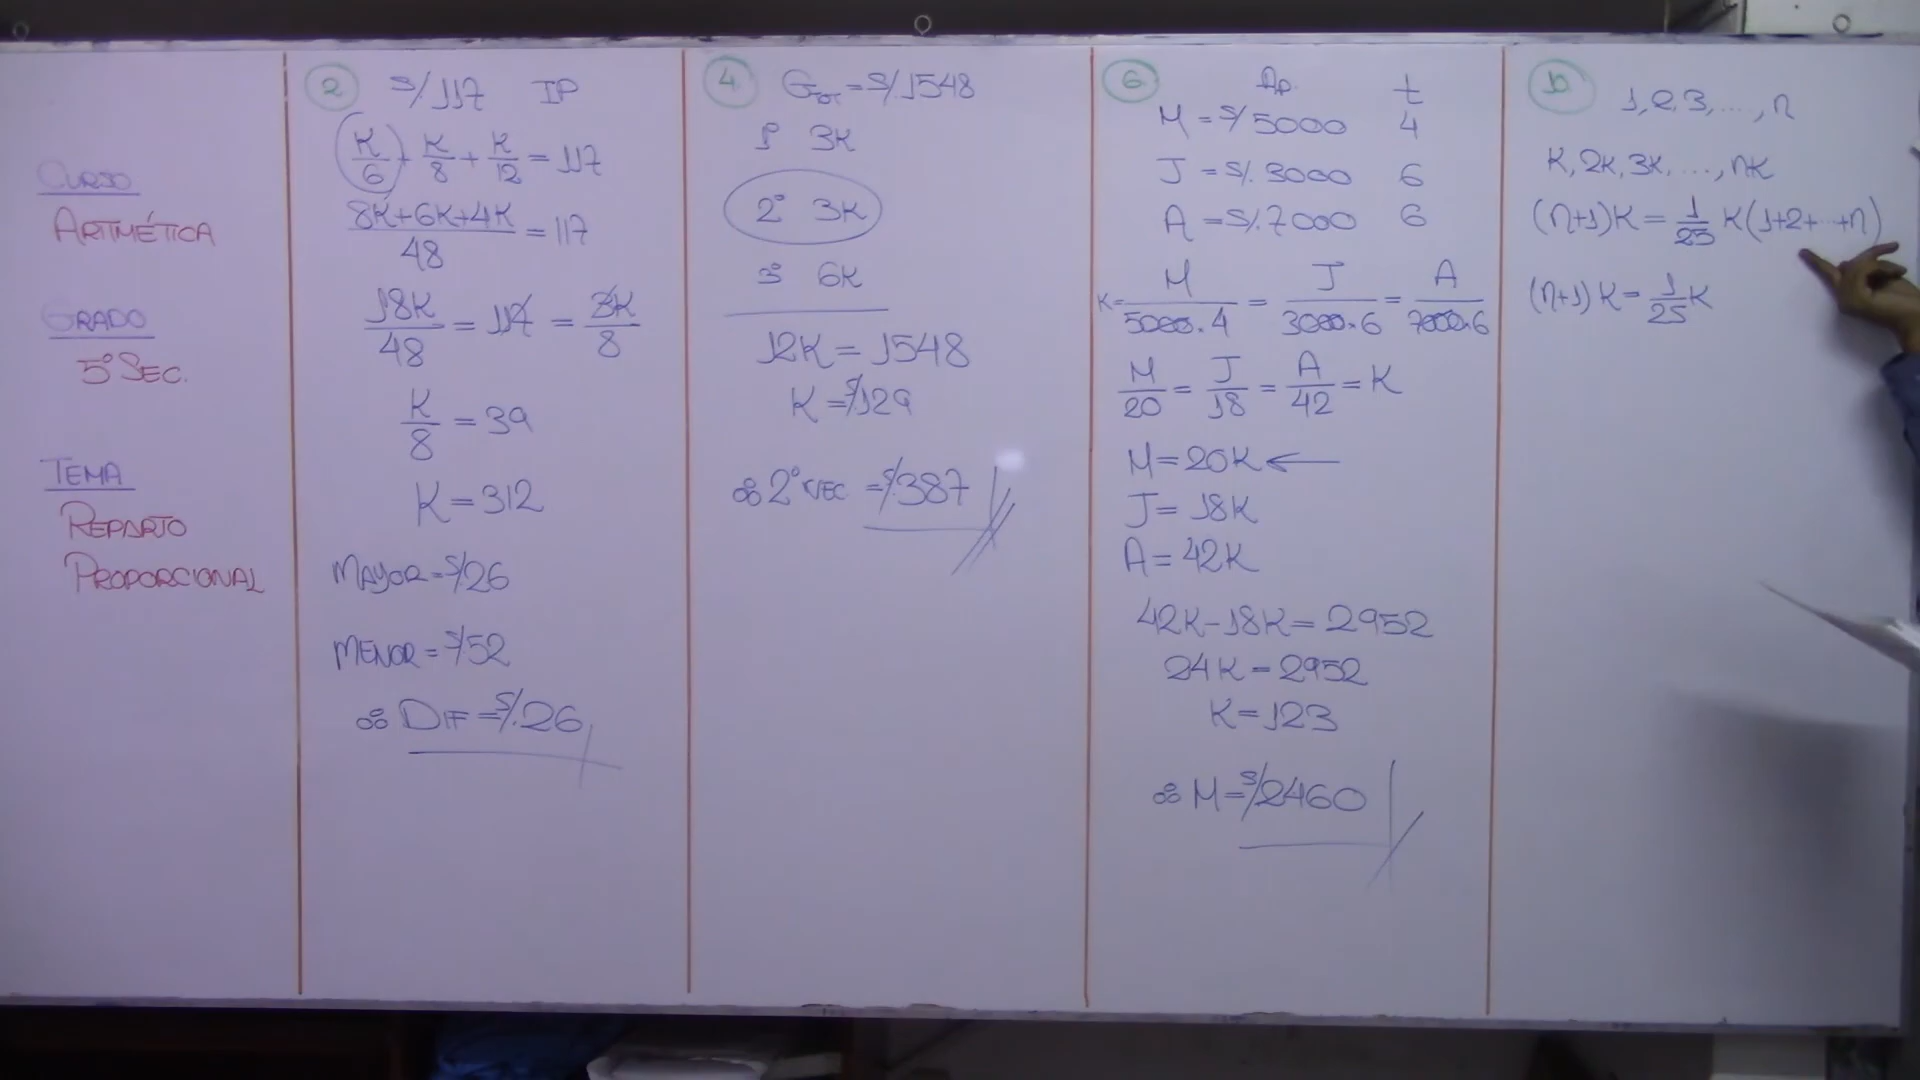 CURSO
ARITMÉTICA
GRADO
5° SEC.
TEMA
REPARTO
PROPORCIONAL
2 S/117 IP
K/6 + K/8 + K/12 = 117
8K+6K+4K/48 = 117
18K/48 = 117 = 3K/8
K/8 = 39
K = 312
MAYOR = S/26
MENOR = S/52
∴ DIF = S/.26
4 GTOT = S/1548
1° 3K
2° 3K
3° 6K
12K = 1548
K = S/129
∴ 2° SEC = S/.387
6 Ap. t
M = S/5000 4
J = S/.3000 6
A = S/.7000 6
K = M/5000.4 = J/3000.6 = A/7000.6
M/20 = J/18 = A/42 = K
M = 20K ←
J = 18K
A = 42K
42K-18K = 2952
24K = 2952
K = 123
∴ M = S/2460
10 1, 2, 3, ..., n
K, 2K, 3K, ..., nK
(n+1)K = 1/25 K(1+2+...+n)
(n+1)K = 1/25 K